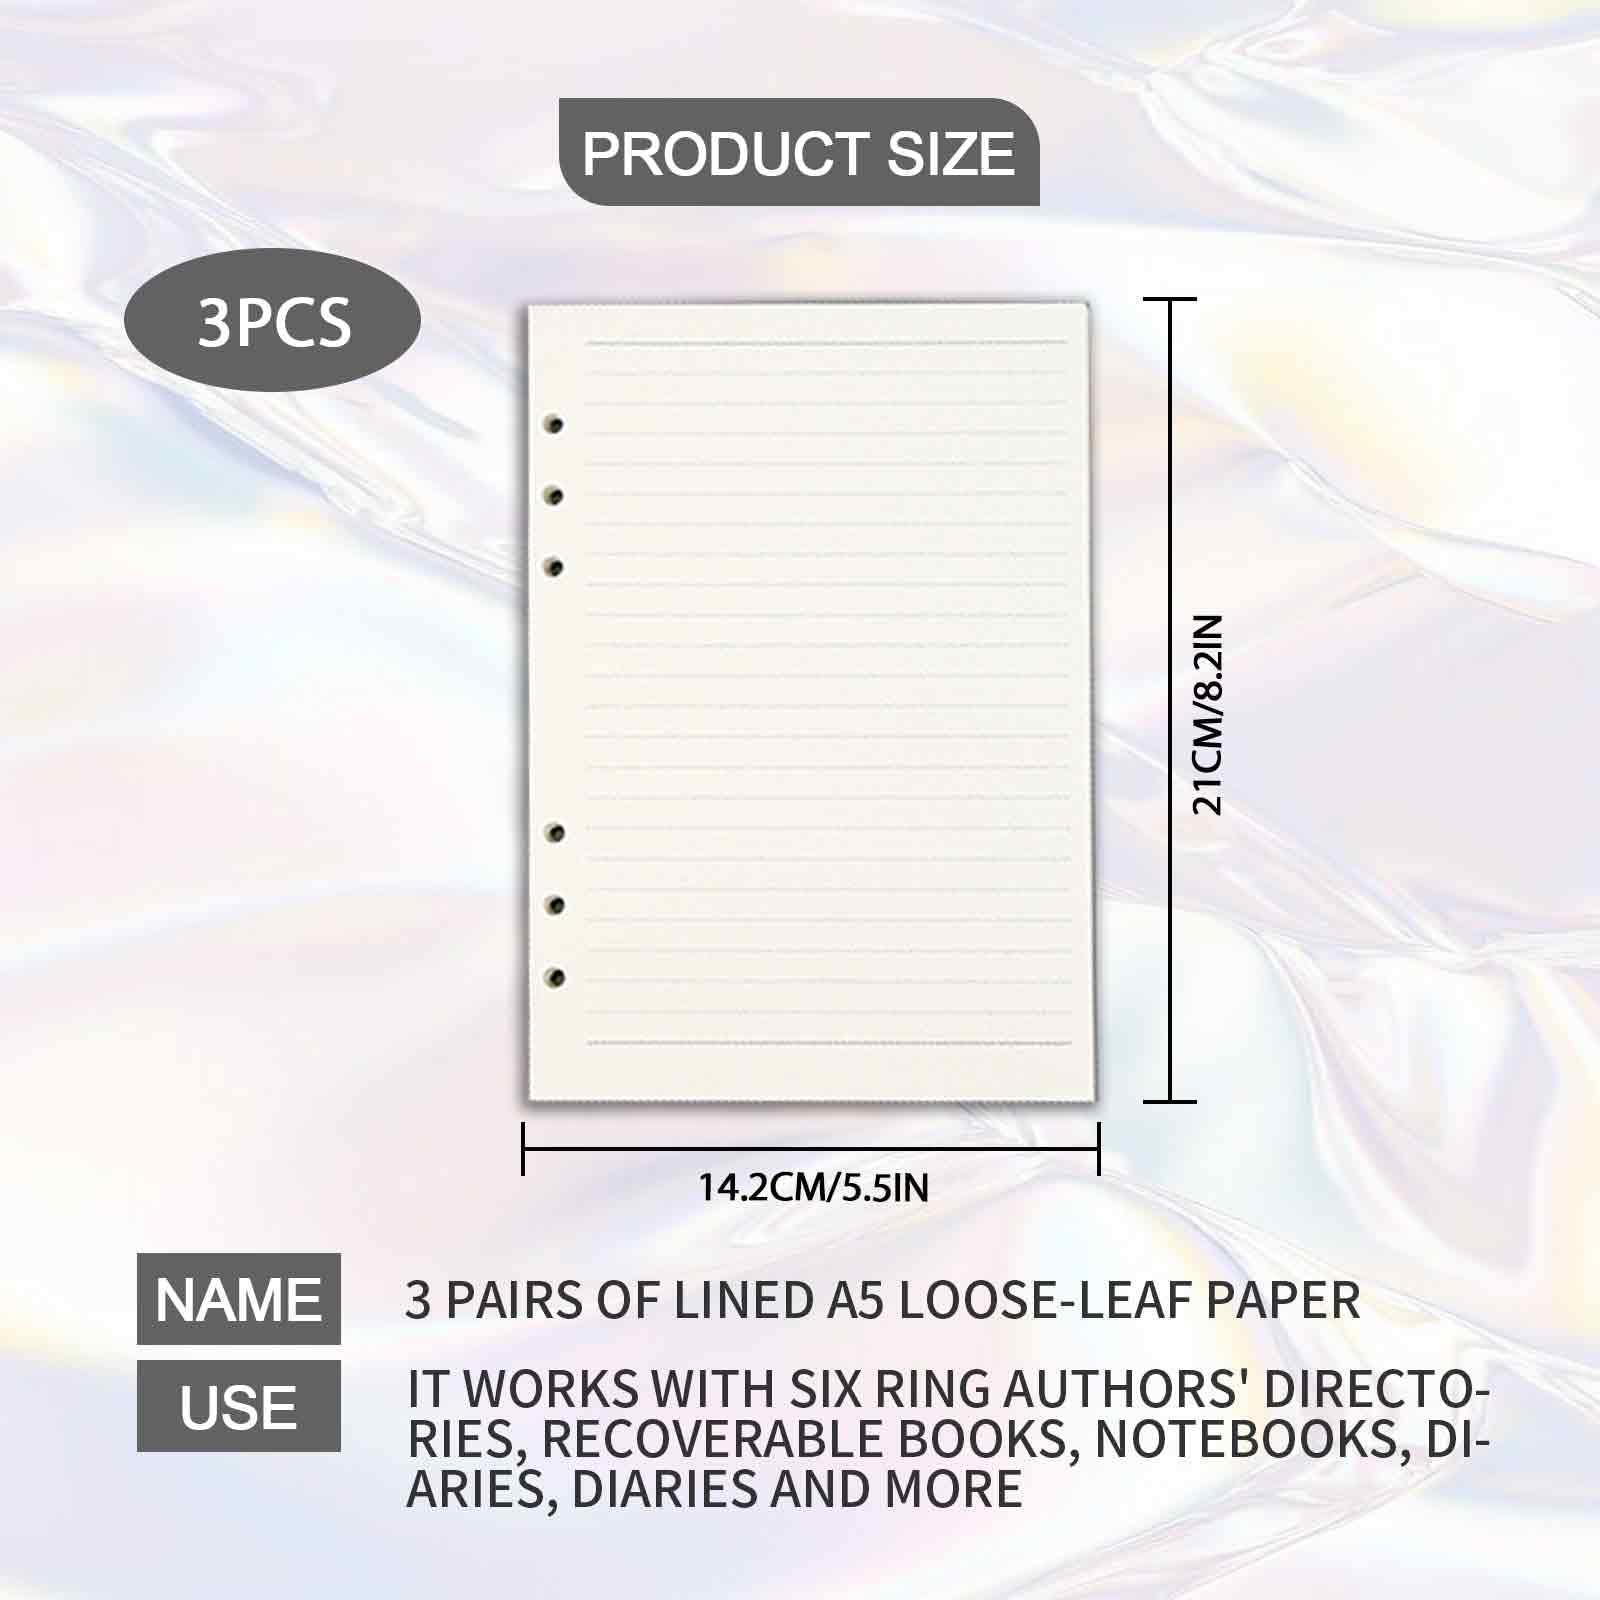 PRODUCT SIZE
3PCS
21CM/8.2IN
14.2CM/5.5IN
NAME
3 PAIRS OF LINED A5 LOOSE-LEAF PAPER
USE
IT WORKS WITH SIX RING AUTHORS' DIRECTO-
RIES, RECOVERABLE BOOKS, NOTEBOOKS, DI-
ARIES, DIARIES AND MORE